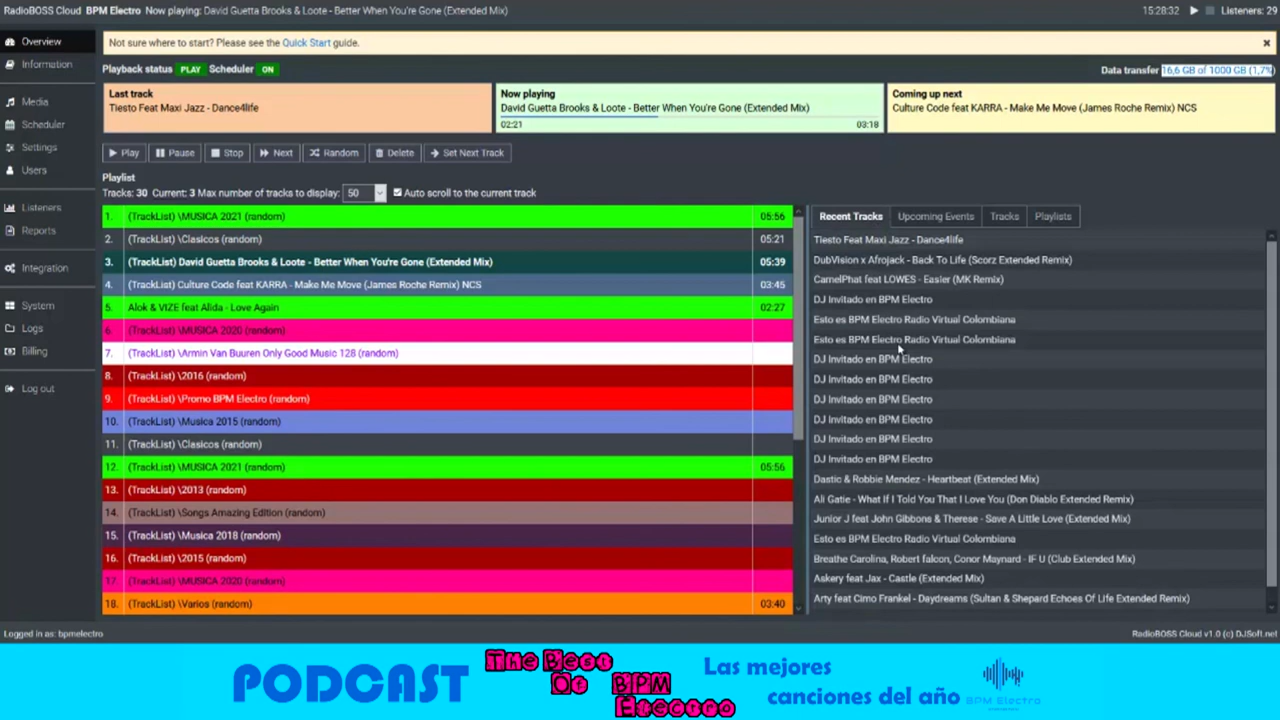 RadioBOSS Cloud BPM Electro Now playing: David Guetta Brooks & Loote - Better When You're Gone (Extended Mix) 15:28:32 Listeners: 29
Overview
Information
Media
Scheduler
Settings
Users
Listeners
Reports
Integration
System
Logs
Billing
Log out
Not sure where to start? Please see the Quick Start guide.
Playback status PLAY Scheduler ON Data transfer 16,6 GB of 1000 GB (1,7%)
Last track
Tiesto Feat Maxi Jazz - Dance4life
Now playing
David Guetta Brooks & Loote - Better When You're Gone (Extended Mix)
02:21 03:18
Coming up next
Culture Code feat KARRA - Make Me Move (James Roche Remix) NCS
Play Pause Stop Next Random Delete Set Next Track
Playlist
Tracks: 30 Current: 3 Max number of tracks to display: 50 Auto scroll to the current track
1. (TrackList) \MUSICA 2021 (random) 05:56
2. (TrackList) \Clasicos (random) 05:21
3. (TrackList) David Guetta Brooks & Loote - Better When You're Gone (Extended Mix) 05:39
4. (TrackList) Culture Code feat KARRA - Make Me Move (James Roche Remix) NCS 03:45
5. Alok & VIZE feat Alida - Love Again 02:27
6. (TrackList) \MUSICA 2020 (random)
7. (TrackList) \Armin Van Buuren Only Good Music 128 (random)
8. (TrackList) \2016 (random)
9. (TrackList) \Promo BPM Electro (random)
10. (TrackList) \Musica 2015 (random)
11. (TrackList) \Clasicos (random)
12. (TrackList) \MUSICA 2021 (random) 05:56
13. (TrackList) \2013 (random)
14. (TrackList) \Songs Amazing Edition (random)
15. (TrackList) \Musica 2018 (random)
16. (TrackList) \2015 (random)
17. (TrackList) \MUSICA 2020 (random)
18. (TrackList) \Varios (random) 03:40
Recent Tracks Upcoming Events Tracks Playlists
Tiesto Feat Maxi Jazz - Dance4life
DubVision x Afrojack - Back To Life (Scorz Extended Remix)
CamelPhat feat LOWES - Easier (MK Remix)
DJ Invitado en BPM Electro
Esto es BPM Electro Radio Virtual Colombiana
Esto es BPM Electro Radio Virtual Colombiana
DJ Invitado en BPM Electro
DJ Invitado en BPM Electro
DJ Invitado en BPM Electro
DJ Invitado en BPM Electro
DJ Invitado en BPM Electro
DJ Invitado en BPM Electro
Dastic & Robbie Mendez - Heartbeat (Extended Mix)
Ali Gatie - What If I Told You That I Love You (Don Diablo Extended Remix)
Junior J feat John Gibbons & Therese - Save A Little Love (Extended Mix)
Esto es BPM Electro Radio Virtual Colombiana
Breathe Carolina, Robert falcon, Conor Maynard - IF U (Club Extended Mix)
Askery feat Jax - Castle (Extended Mix)
Arty feat Cimo Frankel - Daydreams (Sultan & Shepard Echoes Of Life Extended Remix)
Logged in as: bpmelectro RadioBOSS Cloud v1.0 (c) DJSoft.net
PODCAST
The Best
Of BPM
Electro
Las mejores
canciones del año
BPM Electro